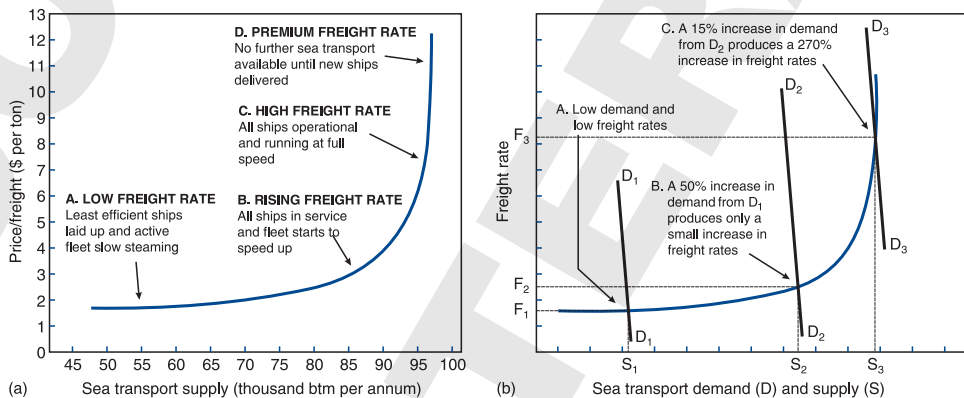 13
12
11
10
9
8
7
6
5
4
3
2
1
0
Price/freight ($ per ton)
D. PREMIUM FREIGHT RATE
No further sea transport
available until new ships
delivered
C. HIGH FREIGHT RATE
All ships operational
and running at full
speed
A. LOW FREIGHT RATE
Least efficient ships
laid up and active
fleet slow steaming
B. RISING FREIGHT RATE
All ships in service
and fleet starts to
speed up
45 55 65 70 75 80 85 90 95 100
(a)
Sea transport supply (thousand btm per annum)
Freight rate
F3
F2
F1
C. A 15% increase in demand
from D2 produces a 270%
increase in freight rates
D3
D2
A. Low demand and
low freight rates
D1
B. A 50% increase in
demand from D1
produces only a
small increase in
freight rates
D3
D1
D2
S1 S2 S3
(b)
Sea transport demand (D) and supply (S)